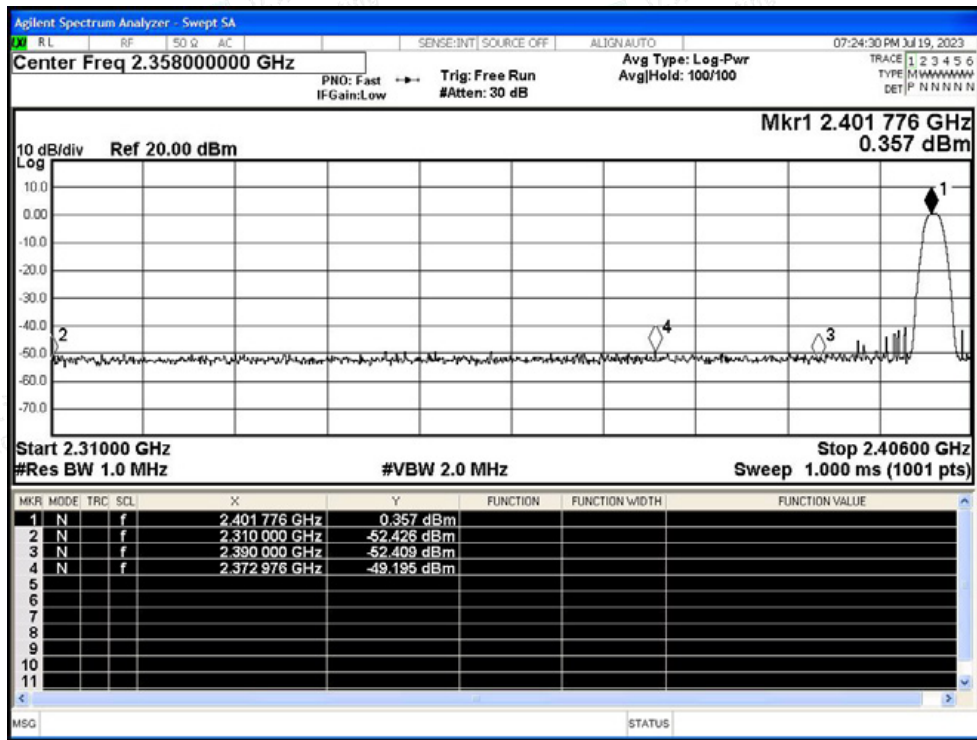 Agilent Spectrum Analyzer - Swept SA
LXI RL RF 50 Ω AC SENSE:INT SOURCE OFF ALIGNAUTO 07:24:30 PM Jul 19, 2023
Center Freq 2.358000000 GHz
PNO: Fast
IFGain:Low
Trig: Free Run
#Atten: 30 dB
Avg Type: Log-Pwr
Avg|Hold: 100/100
TRACE 1 2 3 4 5 6
TYPE MWWWWW
DET P N N N N N
Mkr1 2.401 776 GHz
0.357 dBm
10 dB/div Ref 20.00 dBm
Log
10.0
0.00
-10.0
-20.0
-30.0
-40.0
-50.0
-60.0
-70.0
1
2
4
3
Start 2.31000 GHz Stop 2.40600 GHz
#Res BW 1.0 MHz #VBW 2.0 MHz Sweep 1.000 ms (1001 pts)
MKR MODE TRC SCL X Y FUNCTION FUNCTION WIDTH FUNCTION VALUE
1 N f 2.401 776 GHz 0.357 dBm
2 N f 2.310 000 GHz -52.426 dBm
3 N f 2.390 000 GHz -52.409 dBm
4 N f 2.372 976 GHz -49.195 dBm
5
6
7
8
9
10
11
MSG STATUS